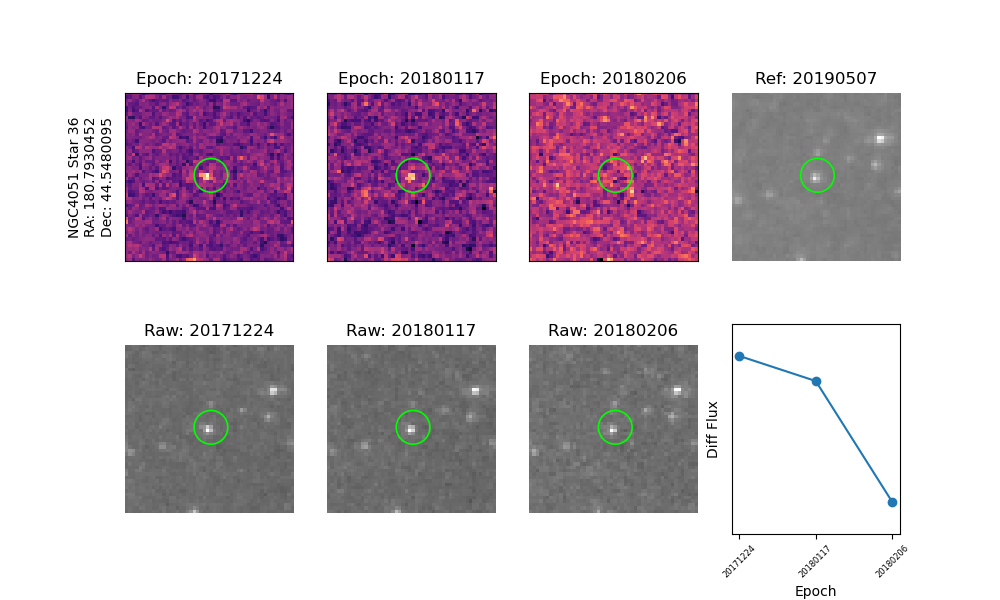 NGC4051 Star 36
RA: 180.7930452
Dec: 44.5480095
Epoch: 20171224
Epoch: 20180117
Epoch: 20180206
Ref: 20190507
Raw: 20171224
Raw: 20180117
Raw: 20180206
Diff Flux
20171224
20180117
20180206
Epoch